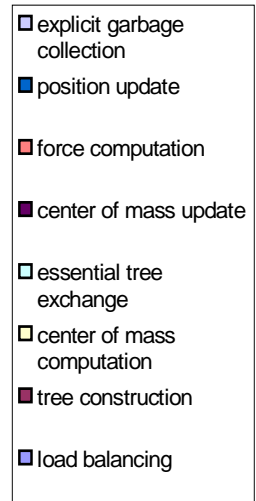 explicit garbage
collection
position update
force computation
center of mass update
essential tree
exchange
center of mass
computation
tree construction
load balancing